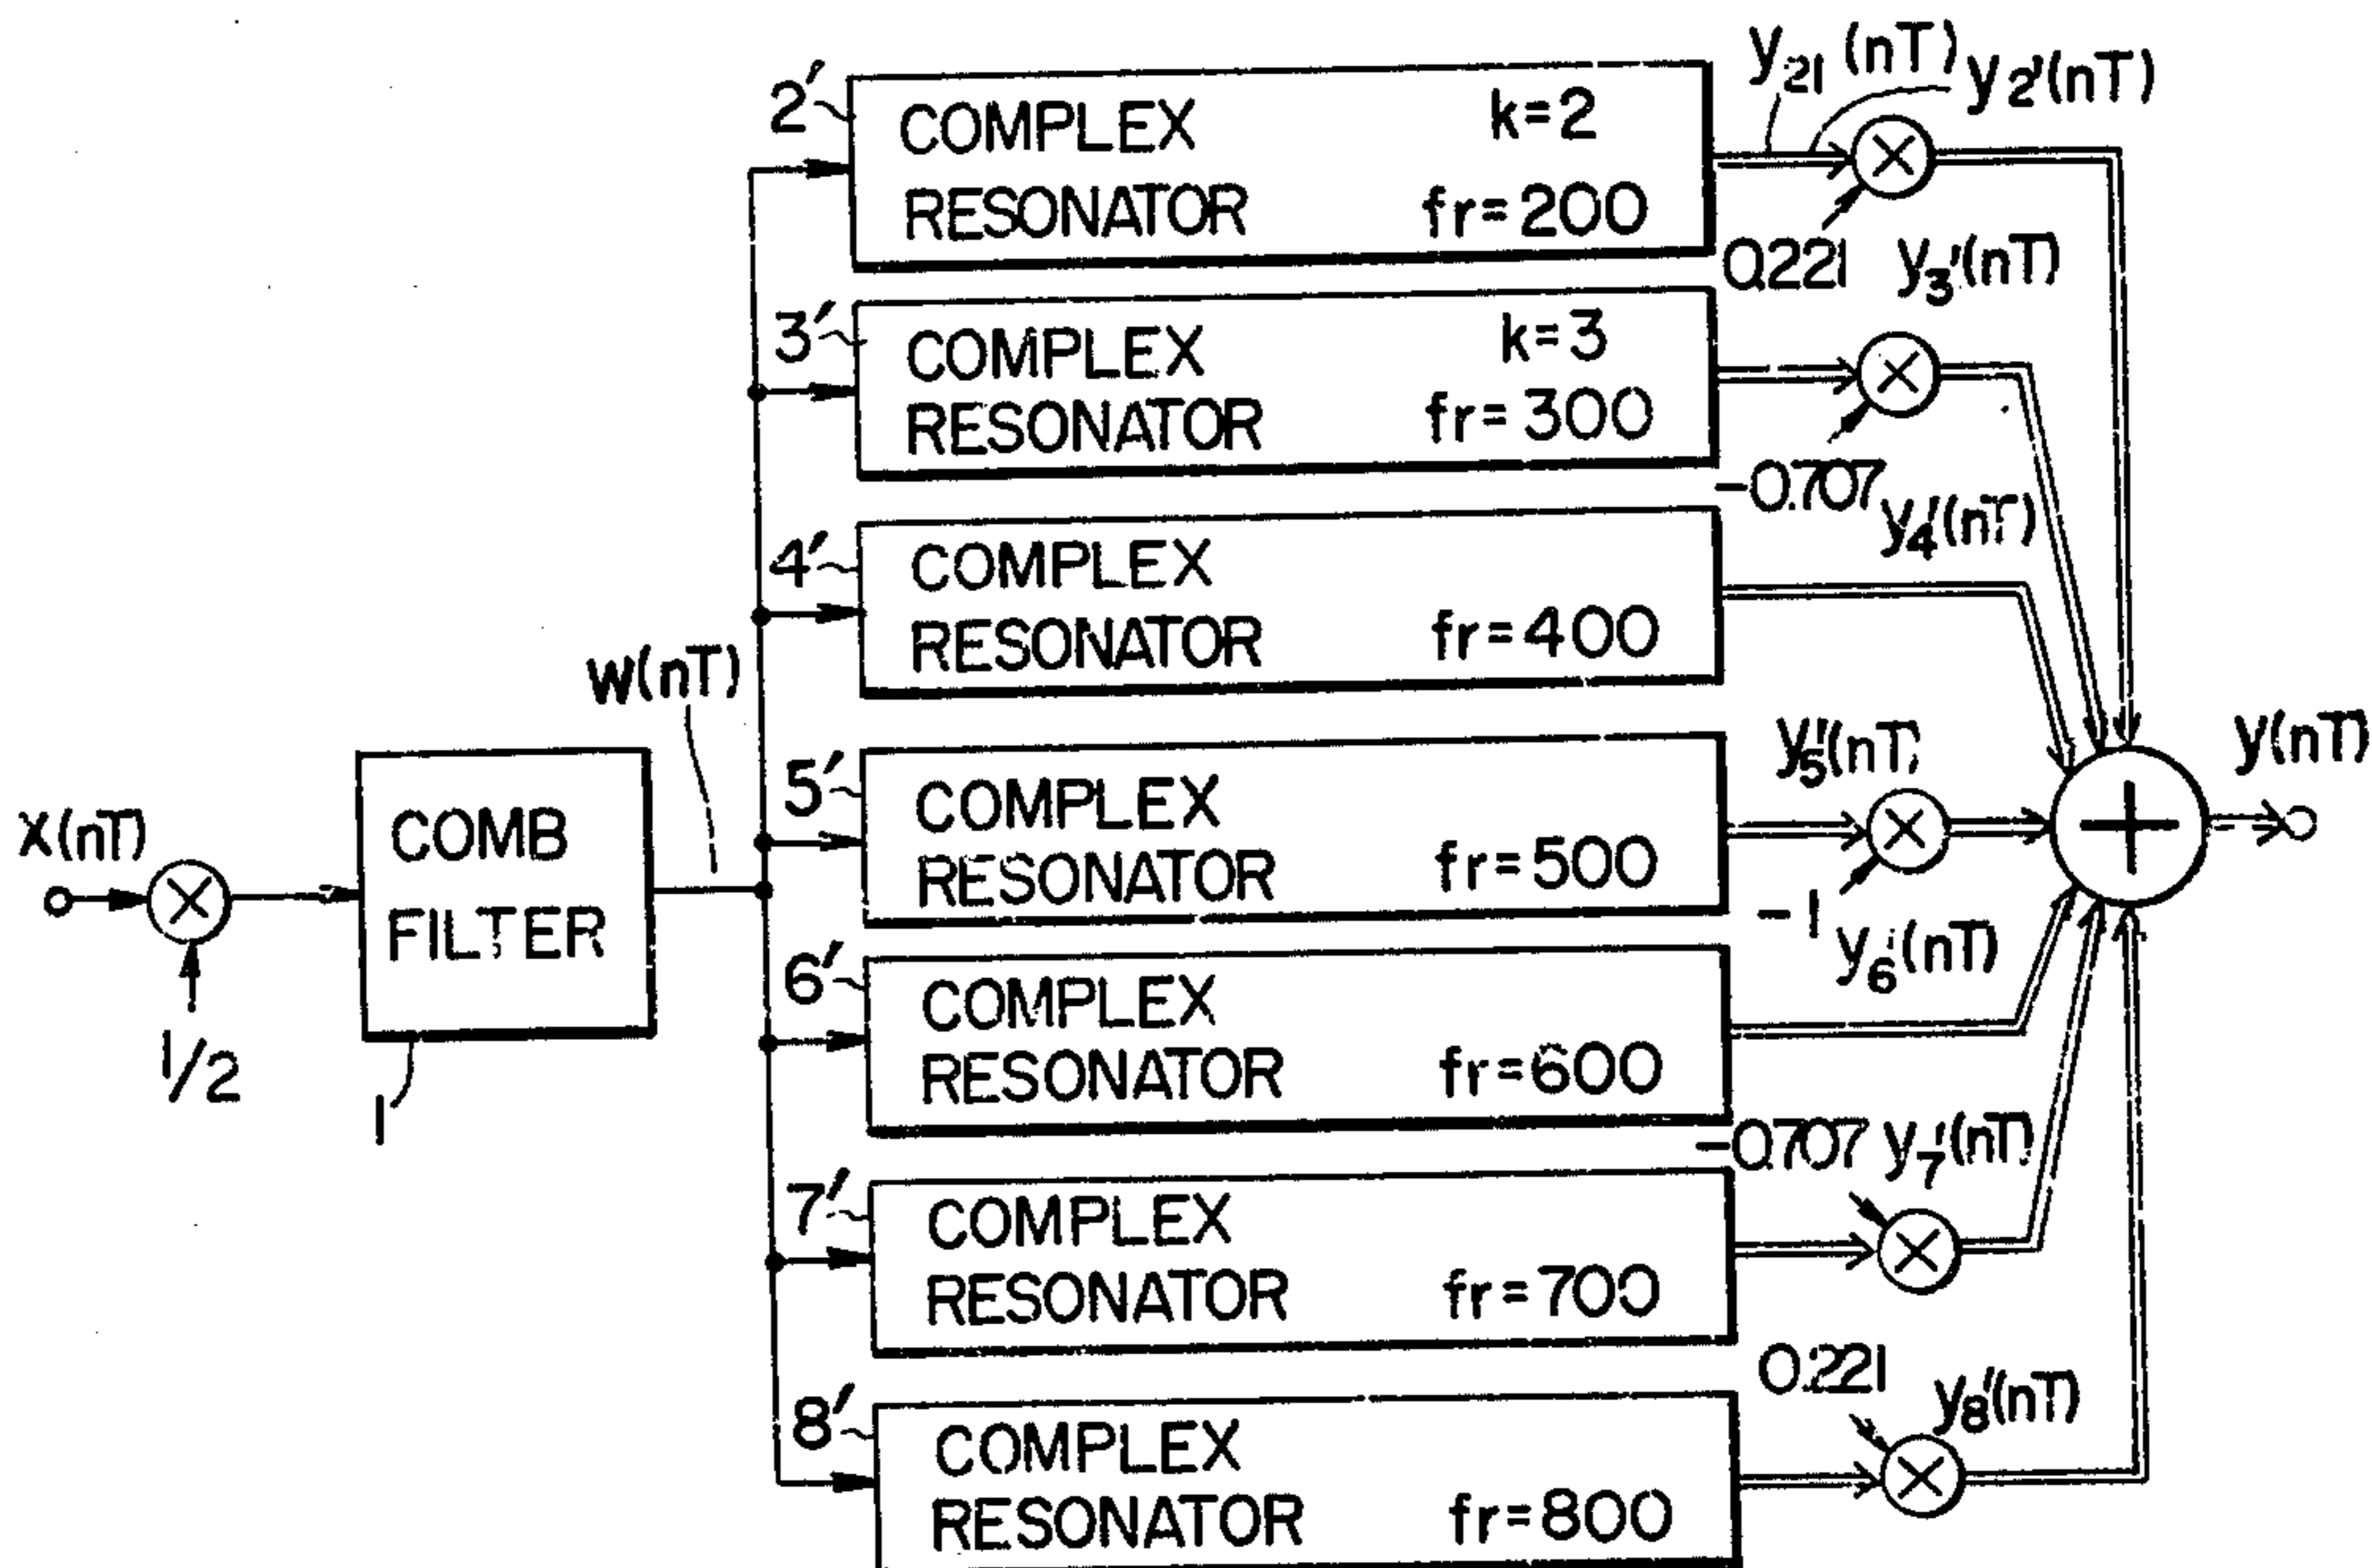 y21 (nT) y2'(nT)
2' COMPLEX k=2
RESONATOR fr=200
0.221 y3'(nT)
3' COMPLEX k=3
RESONATOR fr=300
-0.707 y4'(nT)
4' COMPLEX
RESONATOR fr=400
W(nT)
y5'(nT) y(nT)
5' COMPLEX
RESONATOR fr=500
X(nT) COMB
FILTER
-1 y6'(nT)
6' COMPLEX
RESONATOR fr=600
1/2
1
-0.707 y7'(nT)
7' COMPLEX
RESONATOR fr=700
0.221 y8'(nT)
8' COMPLEX
RESONATOR fr=800